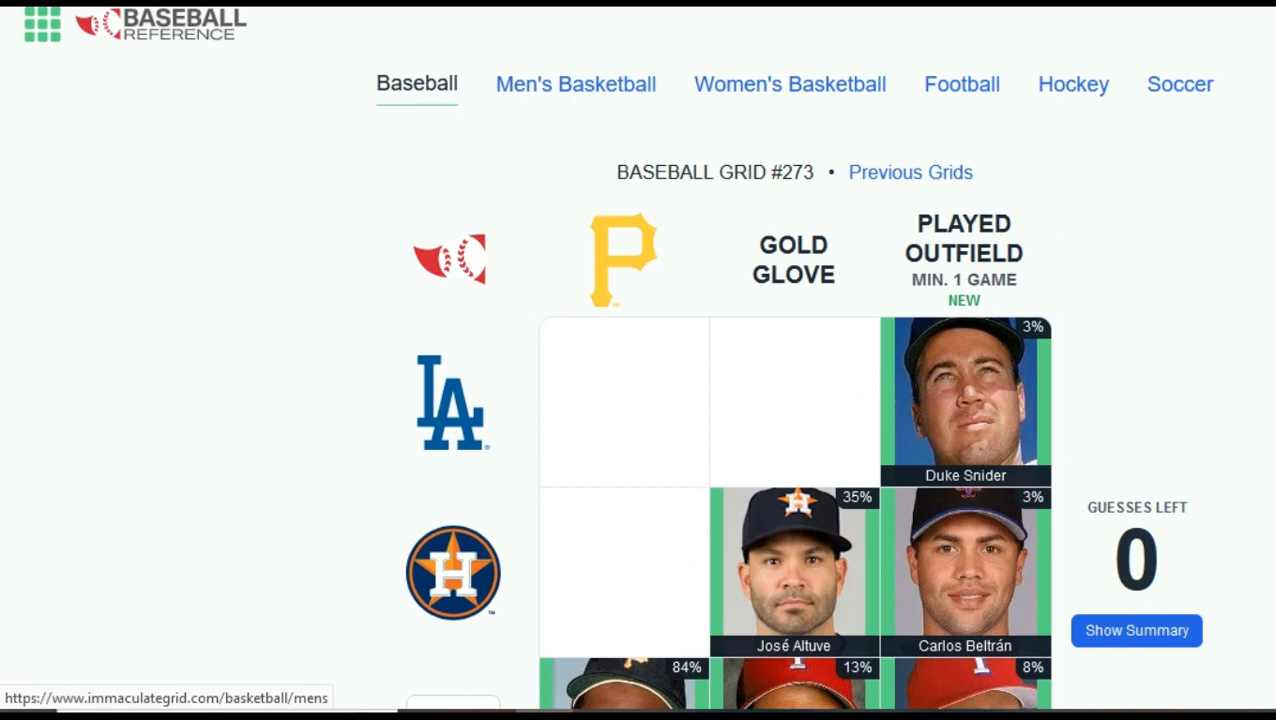 BASEBALL
REFERENCE
Baseball Men's Basketball Women's Basketball Football Hockey Soccer
BASEBALL GRID #273 • Previous Grids
P
GOLD
GLOVE
PLAYED
OUTFIELD
MIN. 1 GAME
NEW
LA
3%
Duke Snider
H
35%
José Altuve
3%
Carlos Beltrán
GUESSES LEFT
0
Show Summary
84%
13%
8%
https://www.immaculategrid.com/basketball/mens